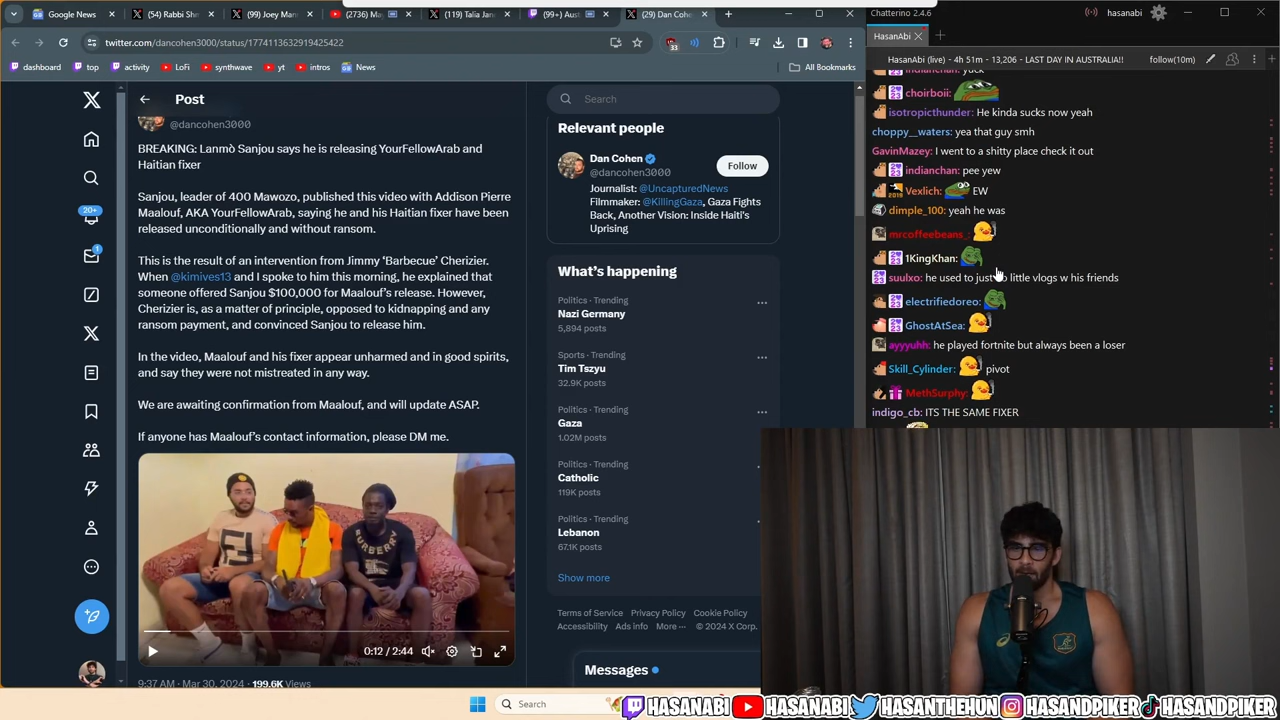 Google News
(54) Rabbi Shr
(99) Joey Man
(2736) Ma
(119) Talia Jan
(99+) Aus
(29) Dan Co
Chatterino 2.4.6
hasanabi
twitter.com/dancohen3000/status/1774113632919425422
33
HasanAbi
dashboard
top
activity
LoFi
synthwave
yt
intros
News
All Bookmarks
HasanAbi (live) - 4h 51m - 13,206 - LAST DAY IN AUSTRALIA!!
follow(10m)
Post
@dancohen3000
BREAKING: Lanmò Sanjou says he is releasing YourFellowArab and
Haitian fixer
Sanjou, leader of 400 Mawozo, published this video with Addison Pierre
Maalouf, AKA YourFellowArab, saying he and his Haitian fixer have been
released unconditionally and without ransom.
This is the result of an intervention from Jimmy ‘Barbecue’ Cherizier.
When @kimives13 and I spoke to him this morning, he explained that
someone offered Sanjou $100,000 for Maalouf’s release. However,
Cherizier is, as a matter of principle, opposed to kidnapping and any
ransom payment, and convinced Sanjou to release him.
In the video, Maalouf and his fixer appear unharmed and in good spirits,
and say they were not mistreated in any way.
We are awaiting confirmation from Maalouf, and will update ASAP.
If anyone has Maalouf’s contact information, please DM me.
BURBERRY
0:12 / 2:44
9:37 AM · Mar 30, 2024 · 199.6K Views
20+
1
Search
Relevant people
Dan Cohen
@dancohen3000
Follow
Journalist: @UncapturedNews
Filmmaker: @KillingGaza, Gaza Fights
Back, Another Vision: Inside Haiti's
Uprising
What’s happening
Politics · Trending
Nazi Germany
5,894 posts
Sports · Trending
Tim Tszyu
32.9K posts
Politics · Trending
Gaza
1.02M posts
Politics · Trending
Catholic
119K posts
Politics · Trending
Lebanon
67.1K posts
Show more
Terms of Service Privacy Policy Cookie Policy
Accessibility Ads info More ··· © 2024 X Corp.
Messages
indianchan: yuck
choirboii:
isotropicthunder: He kinda sucks now yeah
choppy__waters: yea that guy smh
GavinMazey: I went to a shitty place check it out
indianchan: pee yew
Vexlich: EW
dimple_100: yeah he was
mrcoffeebeans_:
1KingKhan:
suulxo: he used to just do little vlogs w his friends
electrifiedoreo:
GhostAtSea:
ayyyuhh: he played fortnite but always been a loser
Skill_Cylinder: pivot
MethSurphy:
indigo_cb: ITS THE SAME FIXER
Search
HASANABI
HASANABI
HASANTHEHUN
HASANDPIKER
HASANDPIKER